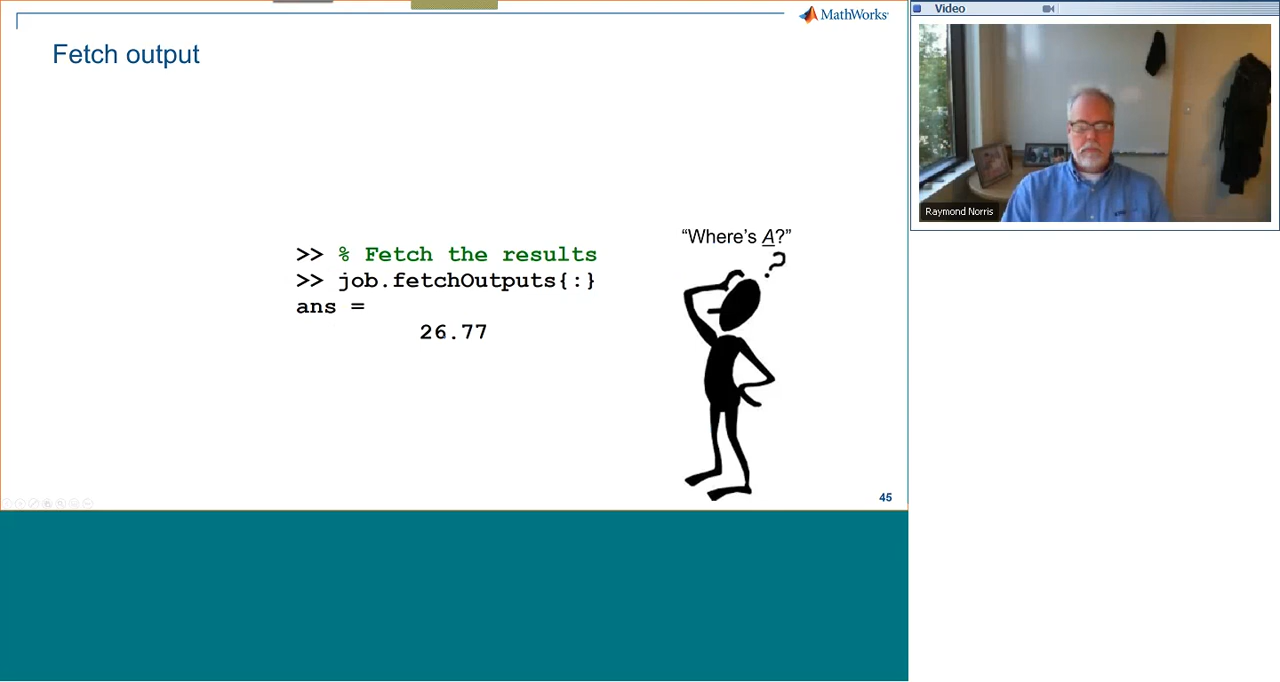 MathWorks®
Fetch output
“Where’s A?”
?
>> % Fetch the results
>> job.fetchOutputs{:}
ans =
26.77
45
Video
Raymond Norris